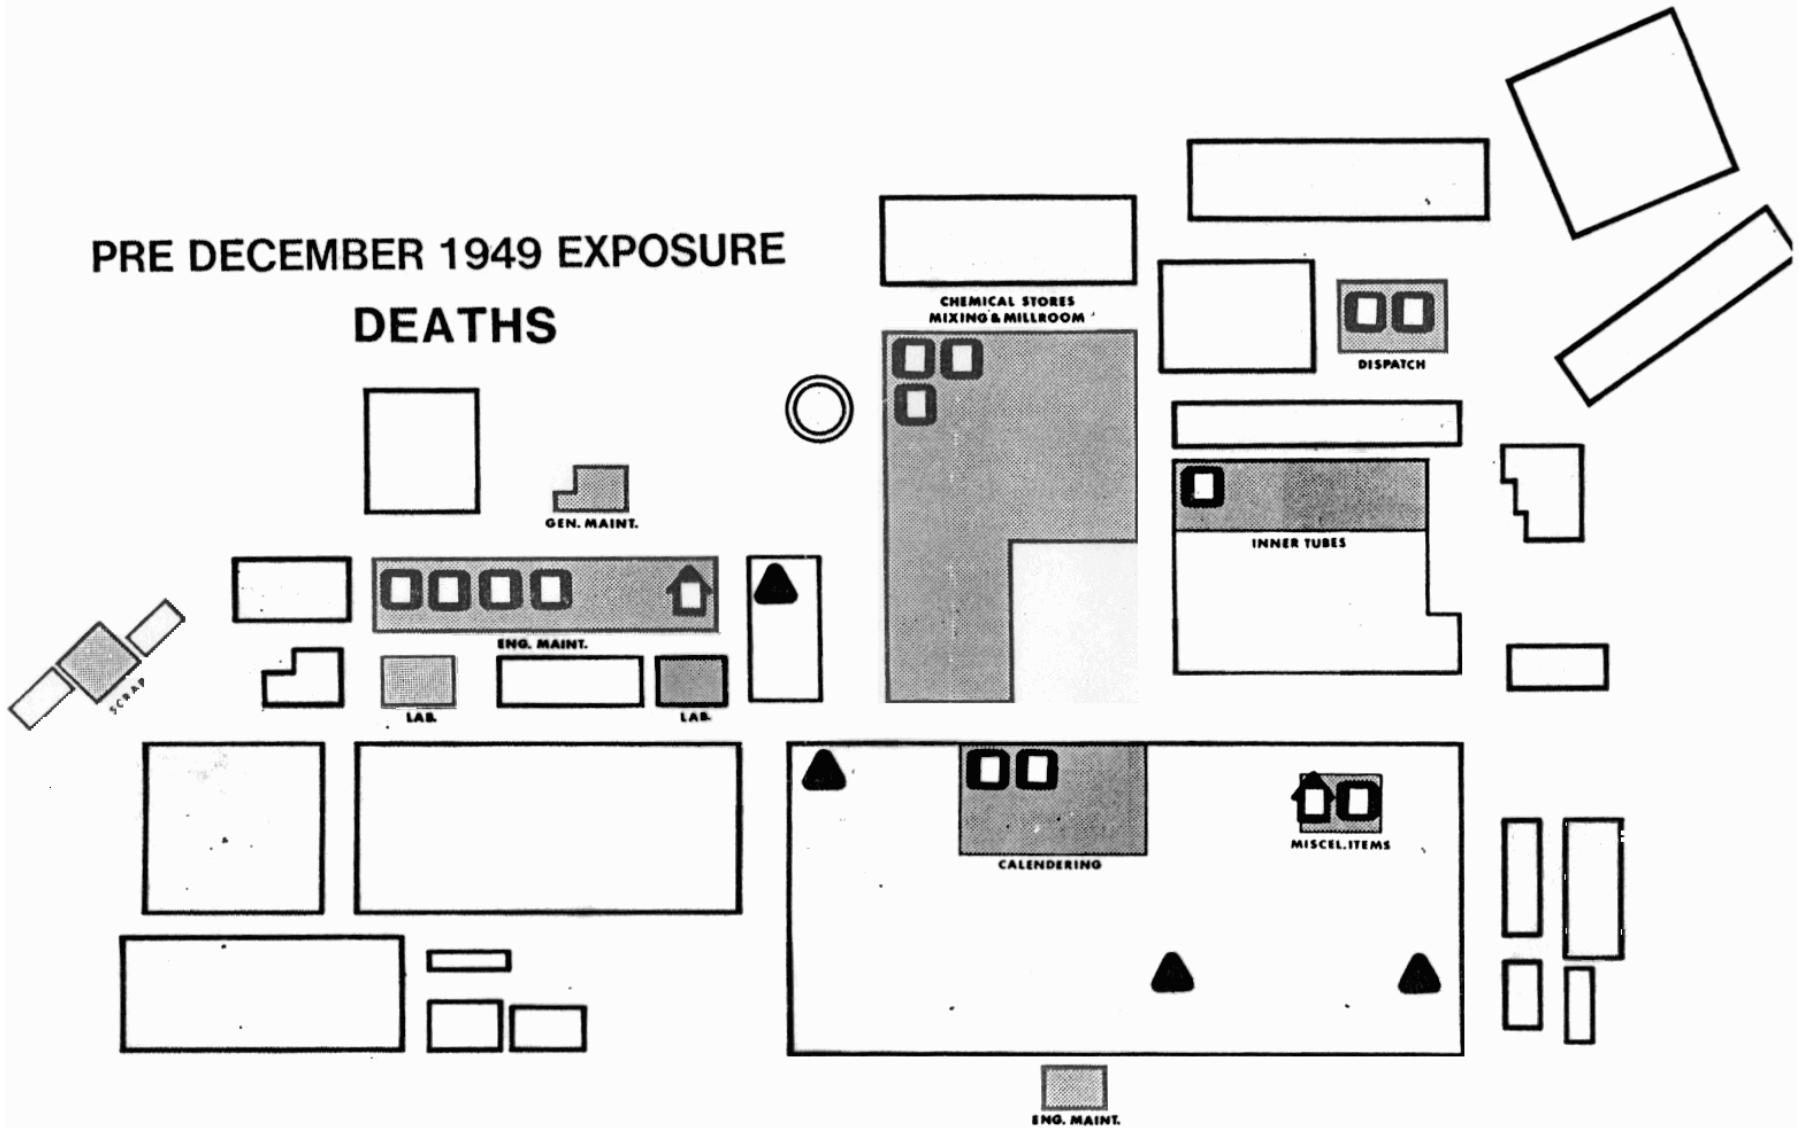 PRE DECEMBER 1949 EXPOSURE
DEATHS
CHEMICAL STORES
MIXING & MILLROOM
DISPATCH
GEN. MAINT.
INNER TUBES
ENG. MAINT.
SCRAP
LAB.
LAB.
CALENDERING
MISCEL. ITEMS
ENG. MAINT.